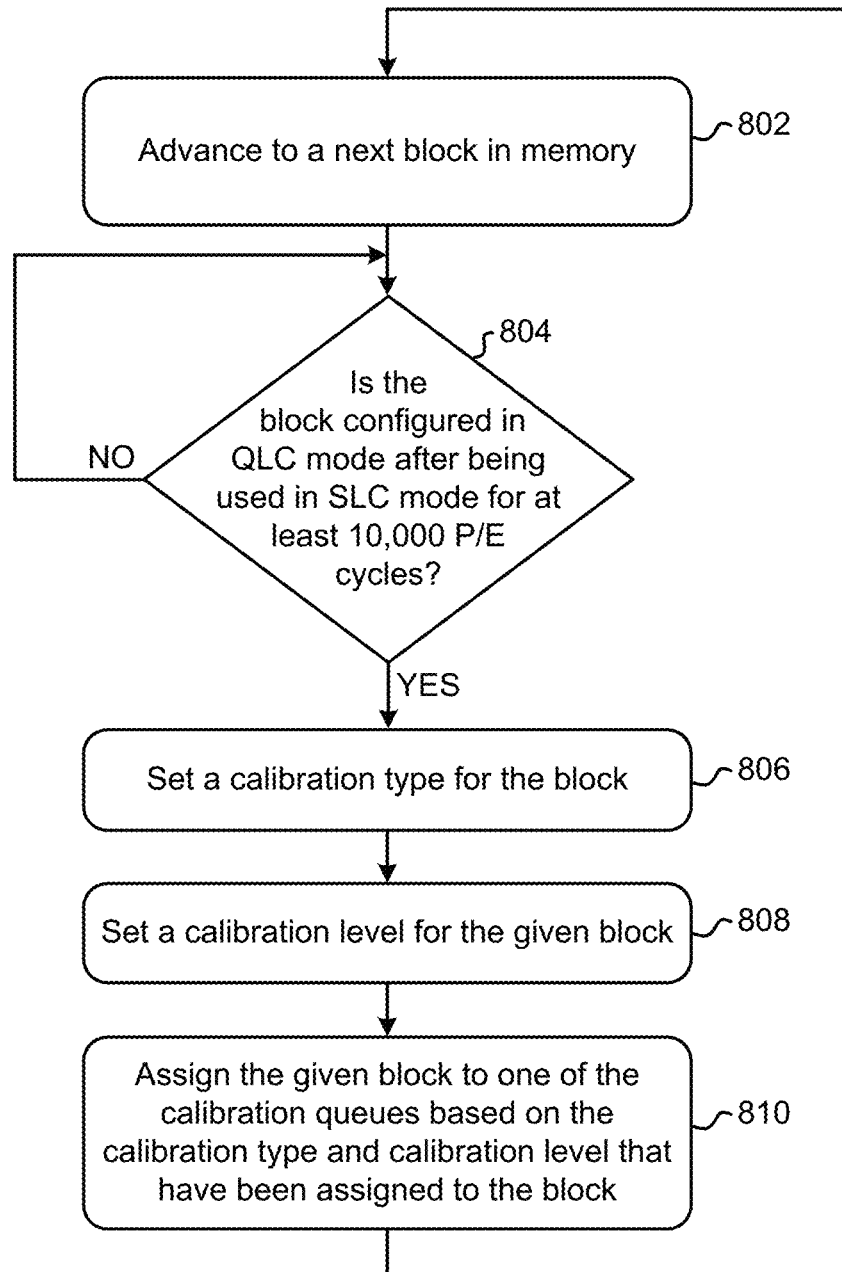 Advance to a next block in memory
802
804
Is the
block configured in
QLC mode after being
used in SLC mode for at
least 10,000 P/E
cycles?
NO
YES
Set a calibration type for the block
806
Set a calibration level for the given block
808
Assign the given block to one of the
calibration queues based on the
calibration type and calibration level that
have been assigned to the block
810